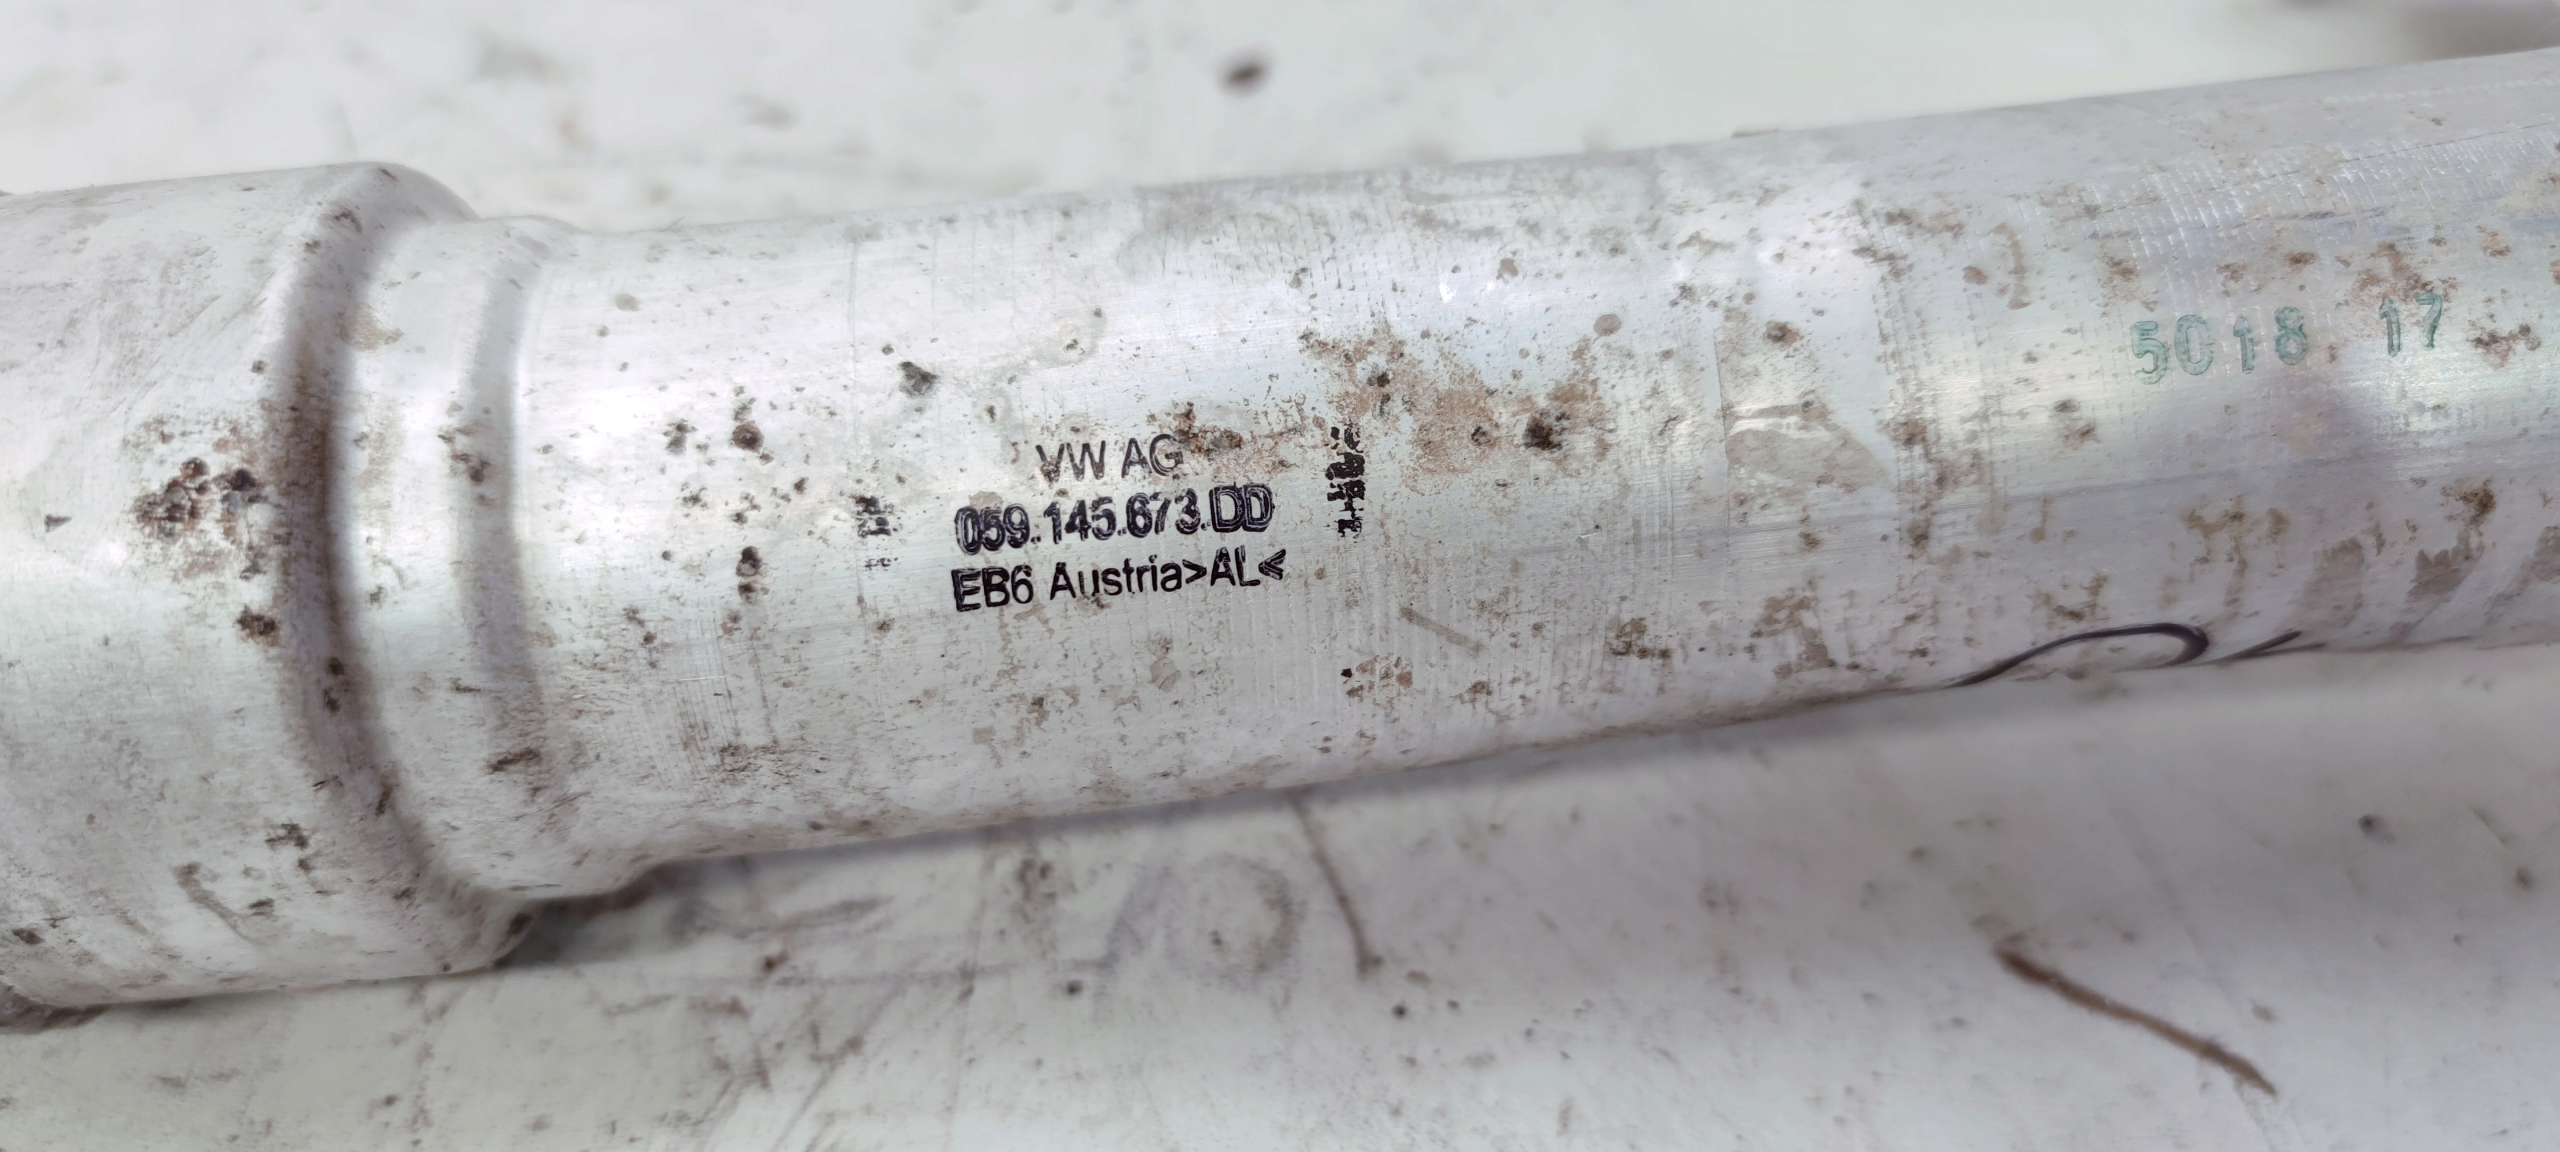 VW AG
059.145.673.DD
EB6 Austria>AL<
5018 17